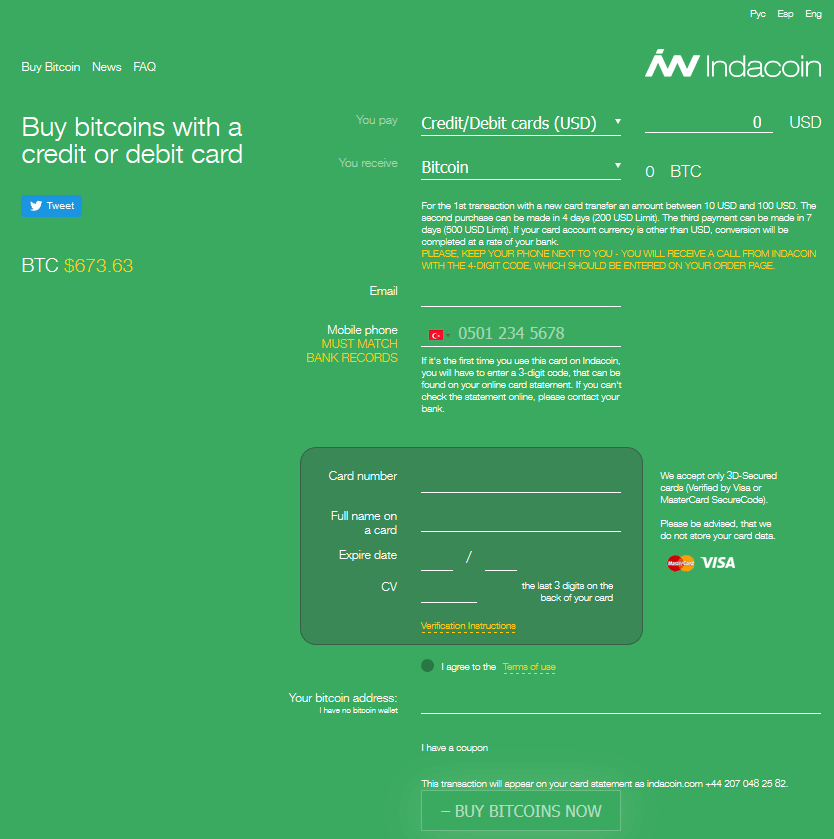 Рус Esp Eng
Buy Bitcoin News FAQ
Indacoin
Buy bitcoins with a
credit or debit card
Tweet
BTC $673.63
You pay
Credit/Debit cards (USD)
0 USD
You receive
Bitcoin
0 BTC
For the 1st transaction with a new card transfer an amount between 10 USD and 100 USD. The
second purchase can be made in 4 days (200 USD Limit). The third payment can be made in 7
days (500 USD Limit). If your card account currency is other than USD, conversion will be
completed at a rate of your bank.
PLEASE, KEEP YOUR PHONE NEXT TO YOU - YOU WILL RECEIVE A CALL FROM INDACOIN
WITH THE 4-DIGIT CODE, WHICH SHOULD BE ENTERED ON YOUR ORDER PAGE.
Email
Mobile phone
MUST MATCH
BANK RECORDS
0501 234 5678
If it's the first time you use this card on Indacoin,
you will have to enter a 3-digit code, that can be
found on your online card statement. If you can't
check the statement online, please contact your
bank.
Card number
Full name on
a card
Expire date
/
CV
the last 3 digits on the
back of your card
Verification Instructions
We accept only 3D-Secured
cards (Verified by Visa or
MasterCard SecureCode).
Please be advised, that we
do not store your card data.
MasterCard VISA
I agree to the Terms of use
Your bitcoin address:
I have no bitcoin wallet
I have a coupon
This transaction will appear on your card statement as indacoin.com +44 207 048 25 82.
– BUY BITCOINS NOW